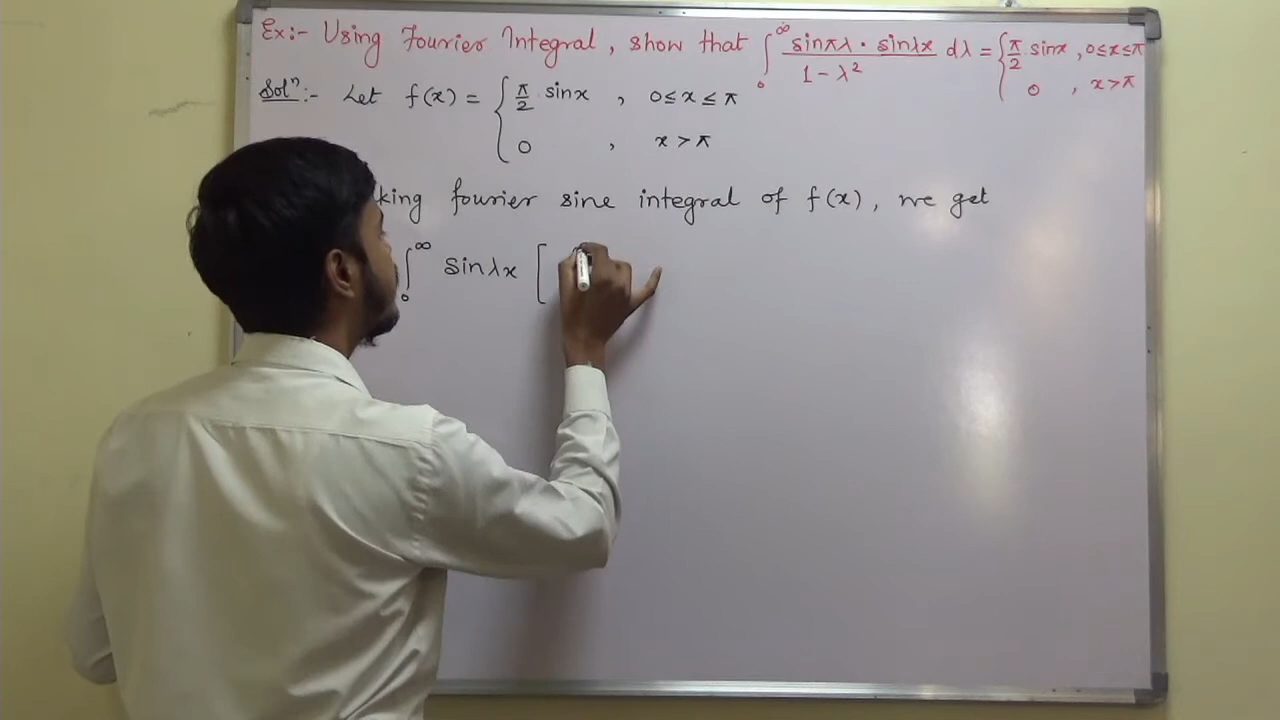 Ex:- Using Fourier Integral, show that ∫₀^∞ (sinπλ · sinλx)/(1 - λ²) dλ = { π/2 sinx , 0≤x≤π
0 , x>π
Solⁿ:- Let f(x) = { π/2 sinx , 0≤x≤π
0 , x>π
king fourier sine integral of f(x), we get
∫₀^∞ sinλx [